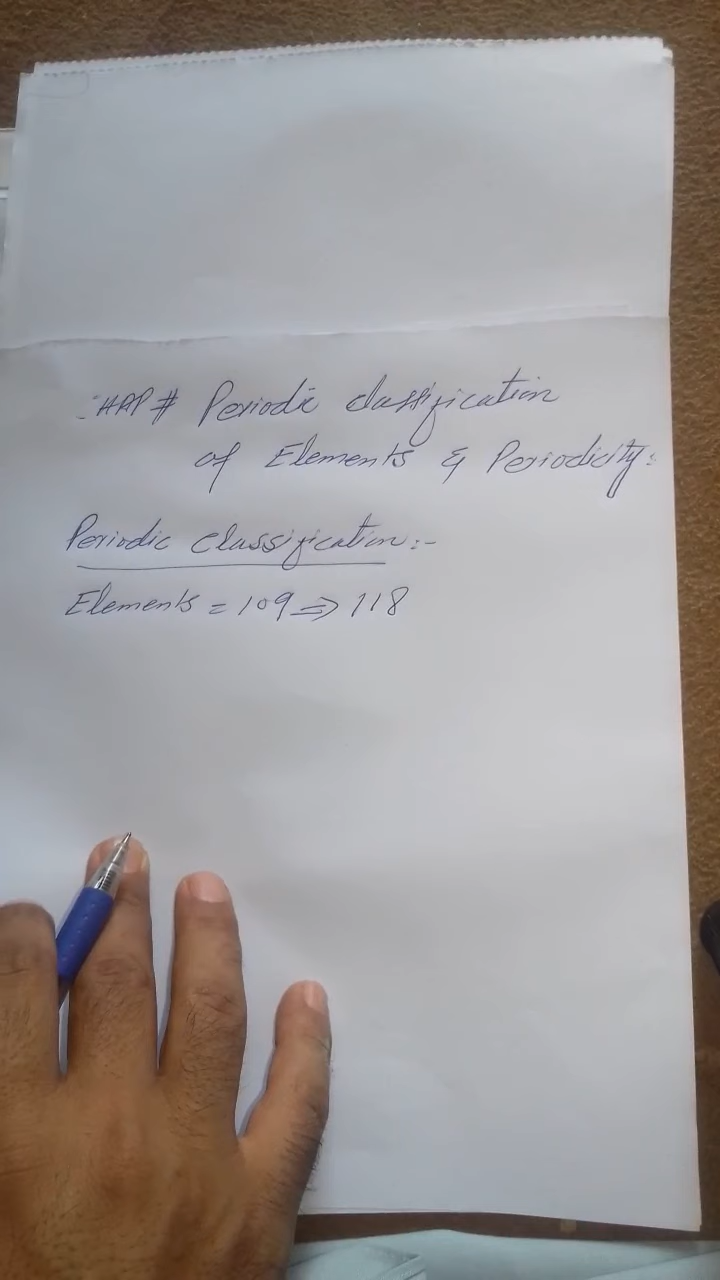 CHAP # Periodic classification
of Elements & Periodicity:
Periodic classification:-
Elements = 109 => 118